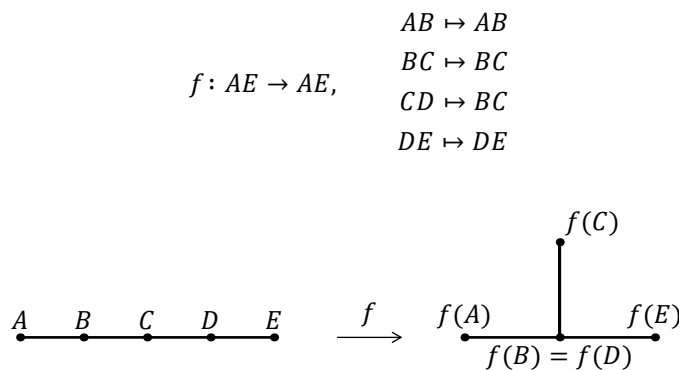 AB ↦ AB
BC ↦ BC
f: AE → AE,
CD ↦ BC
DE ↦ DE
f(C)
A B C D E f f(A) f(E)
f(B) = f(D)